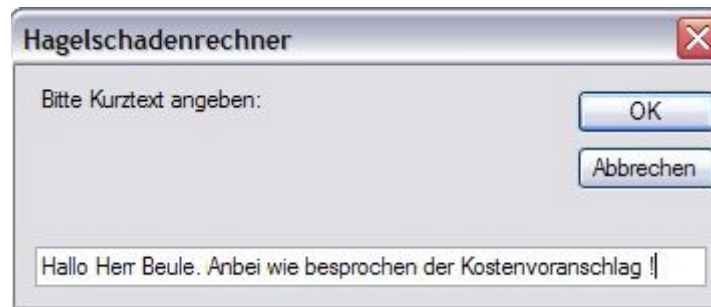 Hagelschadenrechner
Bitte Kurztext angeben:
OK
Abbrechen
Hallo Herr Beule. Anbei wie besprochen der Kostenvoranschlag !